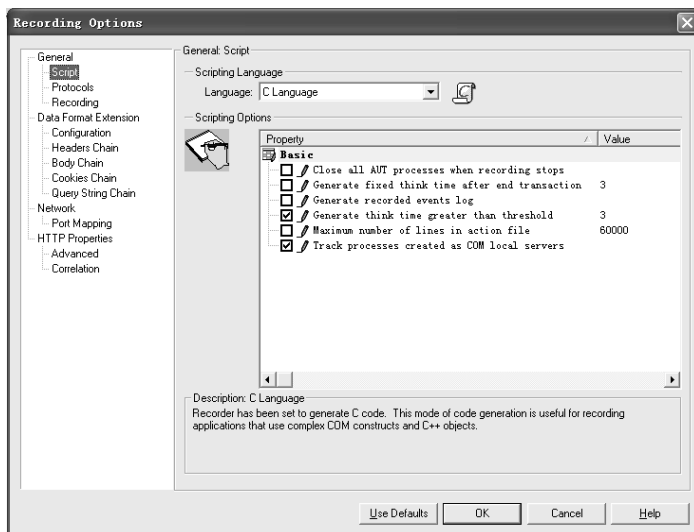 Recording Options
General
Script
Protocols
Recording
Data Format Extension
Configuration
Headers Chain
Body Chain
Cookies Chain
Query String Chain
Network
Port Mapping
HTTP Properties
Advanced
Correlation
General: Script
Scripting Language
Language: C Language
Scripting Options
Property Value
Basic
Close all AUT processes when recording stops
Generate fixed think time after end transaction 3
Generate recorded events log
Generate think time greater than threshold 3
Maximum number of lines in action file 60000
Track processes created as COM local servers
Description: C Language
Recorder has been set to generate C code. This mode of code generation is useful for recording
applications that use complex COM constructs and C++ objects.
Use Defaults OK Cancel Help